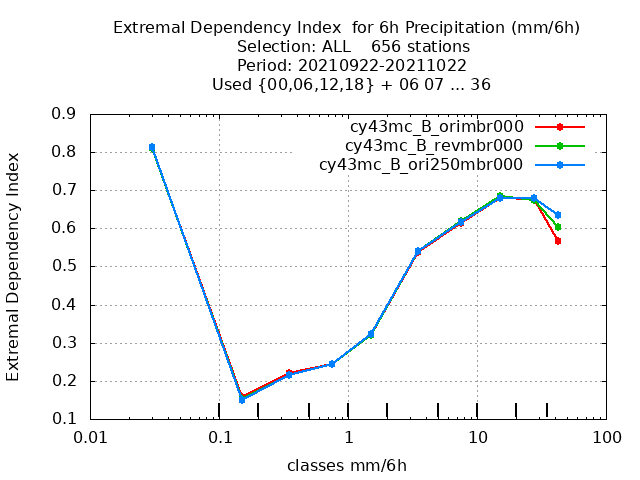 Extremal Dependency Index  for 6h Precipitation (mm/6h)
Selection: ALL    656 stations
Period: 20210922-20211022
Used {00,06,12,18} + 06 07 ... 36
cy43mc_B_orimbr000
cy43mc_B_revmbr000
cy43mc_B_ori250mbr000
Extremal Dependency Index
0.9
0.8
0.7
0.6
0.5
0.4
0.3
0.2
0.1
0.01
0.1
1
10
100
classes mm/6h